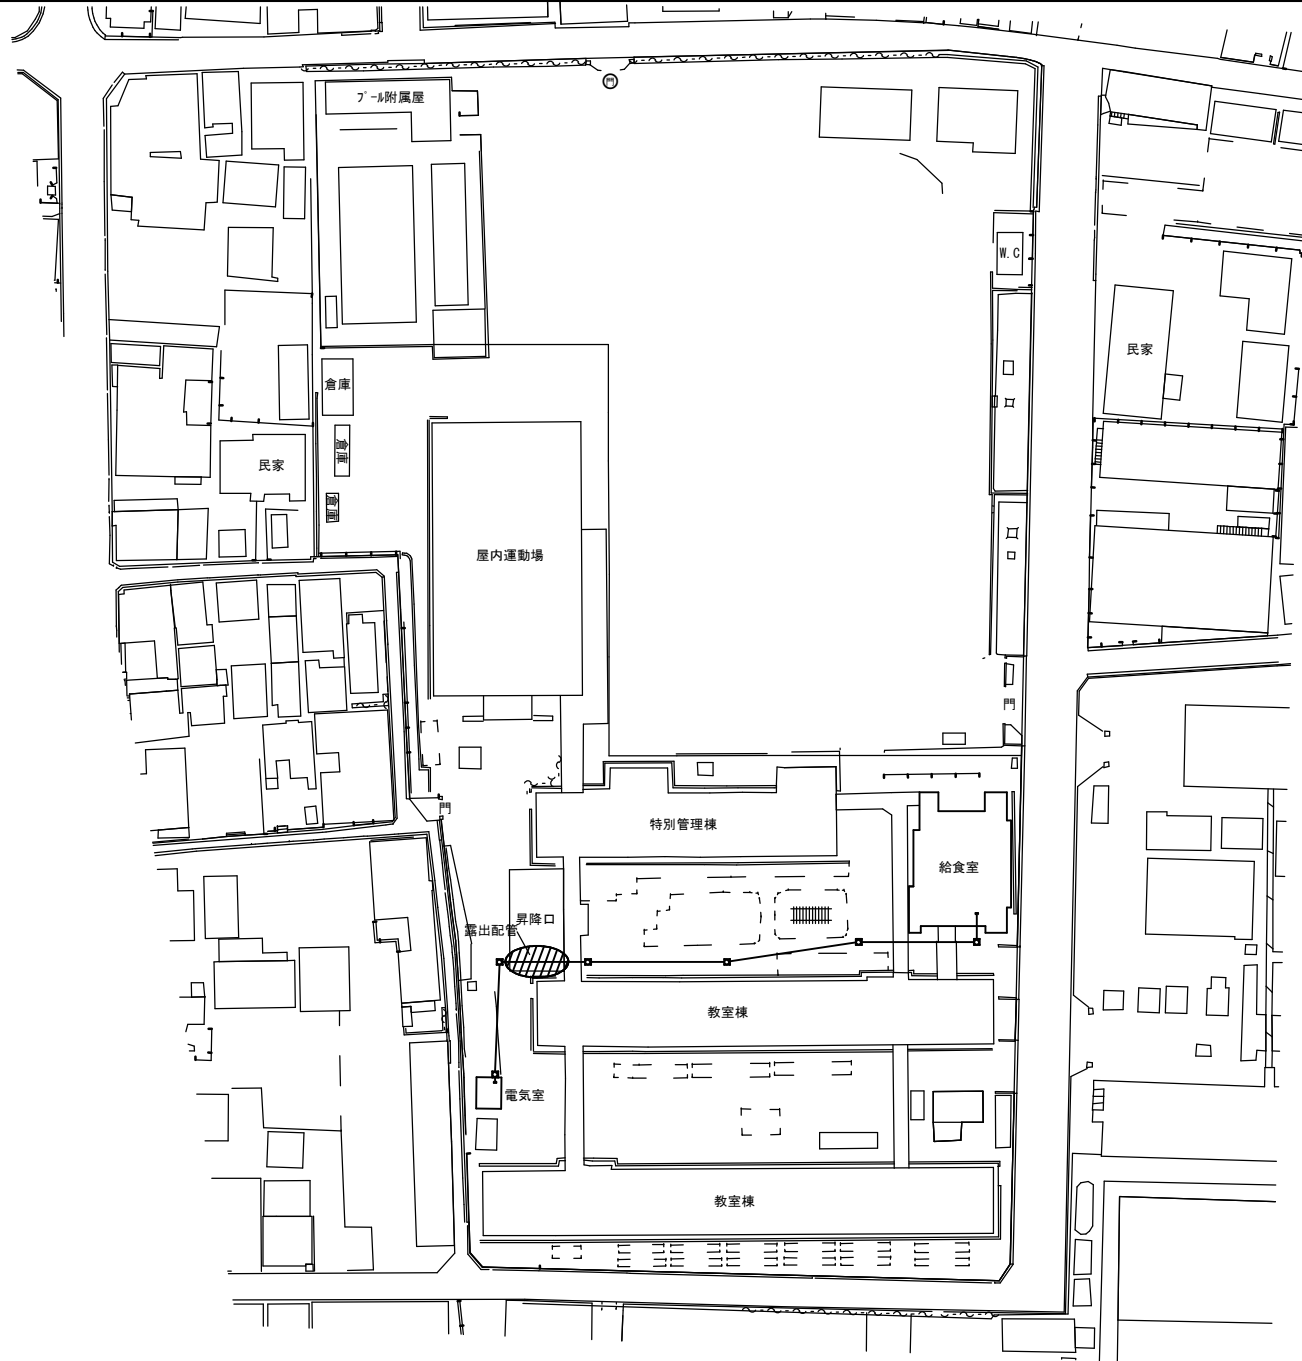 門
プール附属屋
W.C
民家
倉庫
倉庫
民家
倉庫
屋内運動場
門
門
特別管理棟
給食室
昇降口
露出配管
教室棟
電気室
教室棟